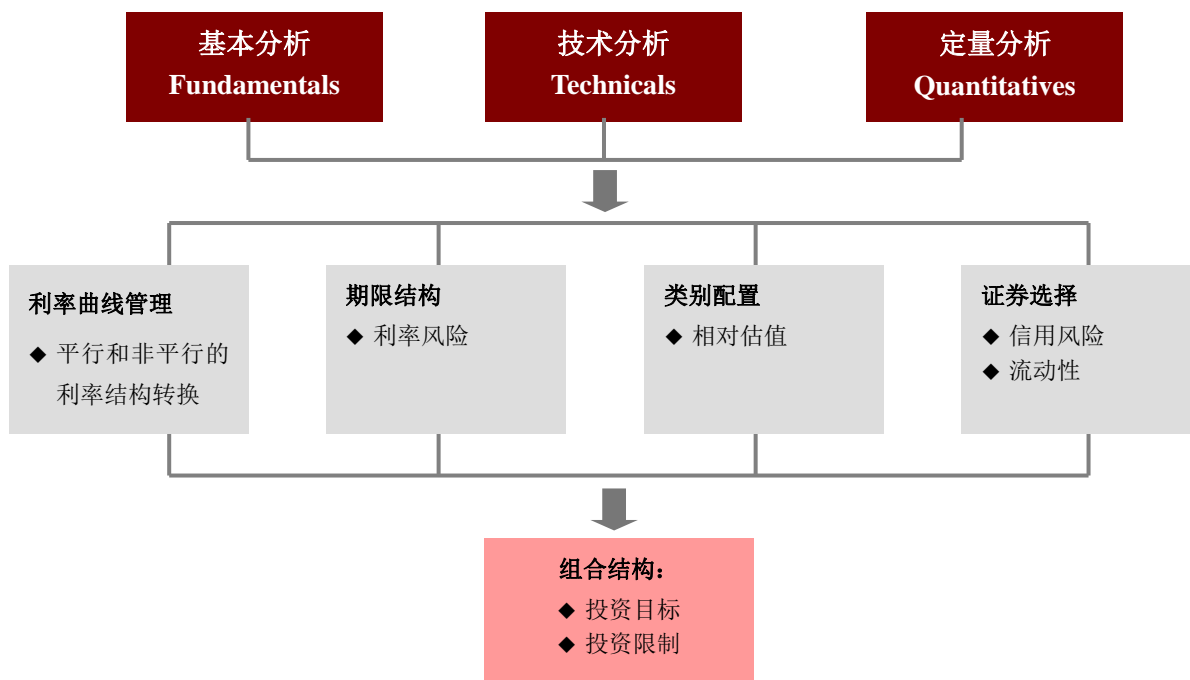 基本分析
Fundamentals
技术分析
Technicals
定量分析
Quantitatives
利率曲线管理
◆ 平行和非平行的
利率结构转换
期限结构
◆ 利率风险
类别配置
◆ 相对估值
证券选择
◆ 信用风险
◆ 流动性
组合结构：
◆ 投资目标
◆ 投资限制